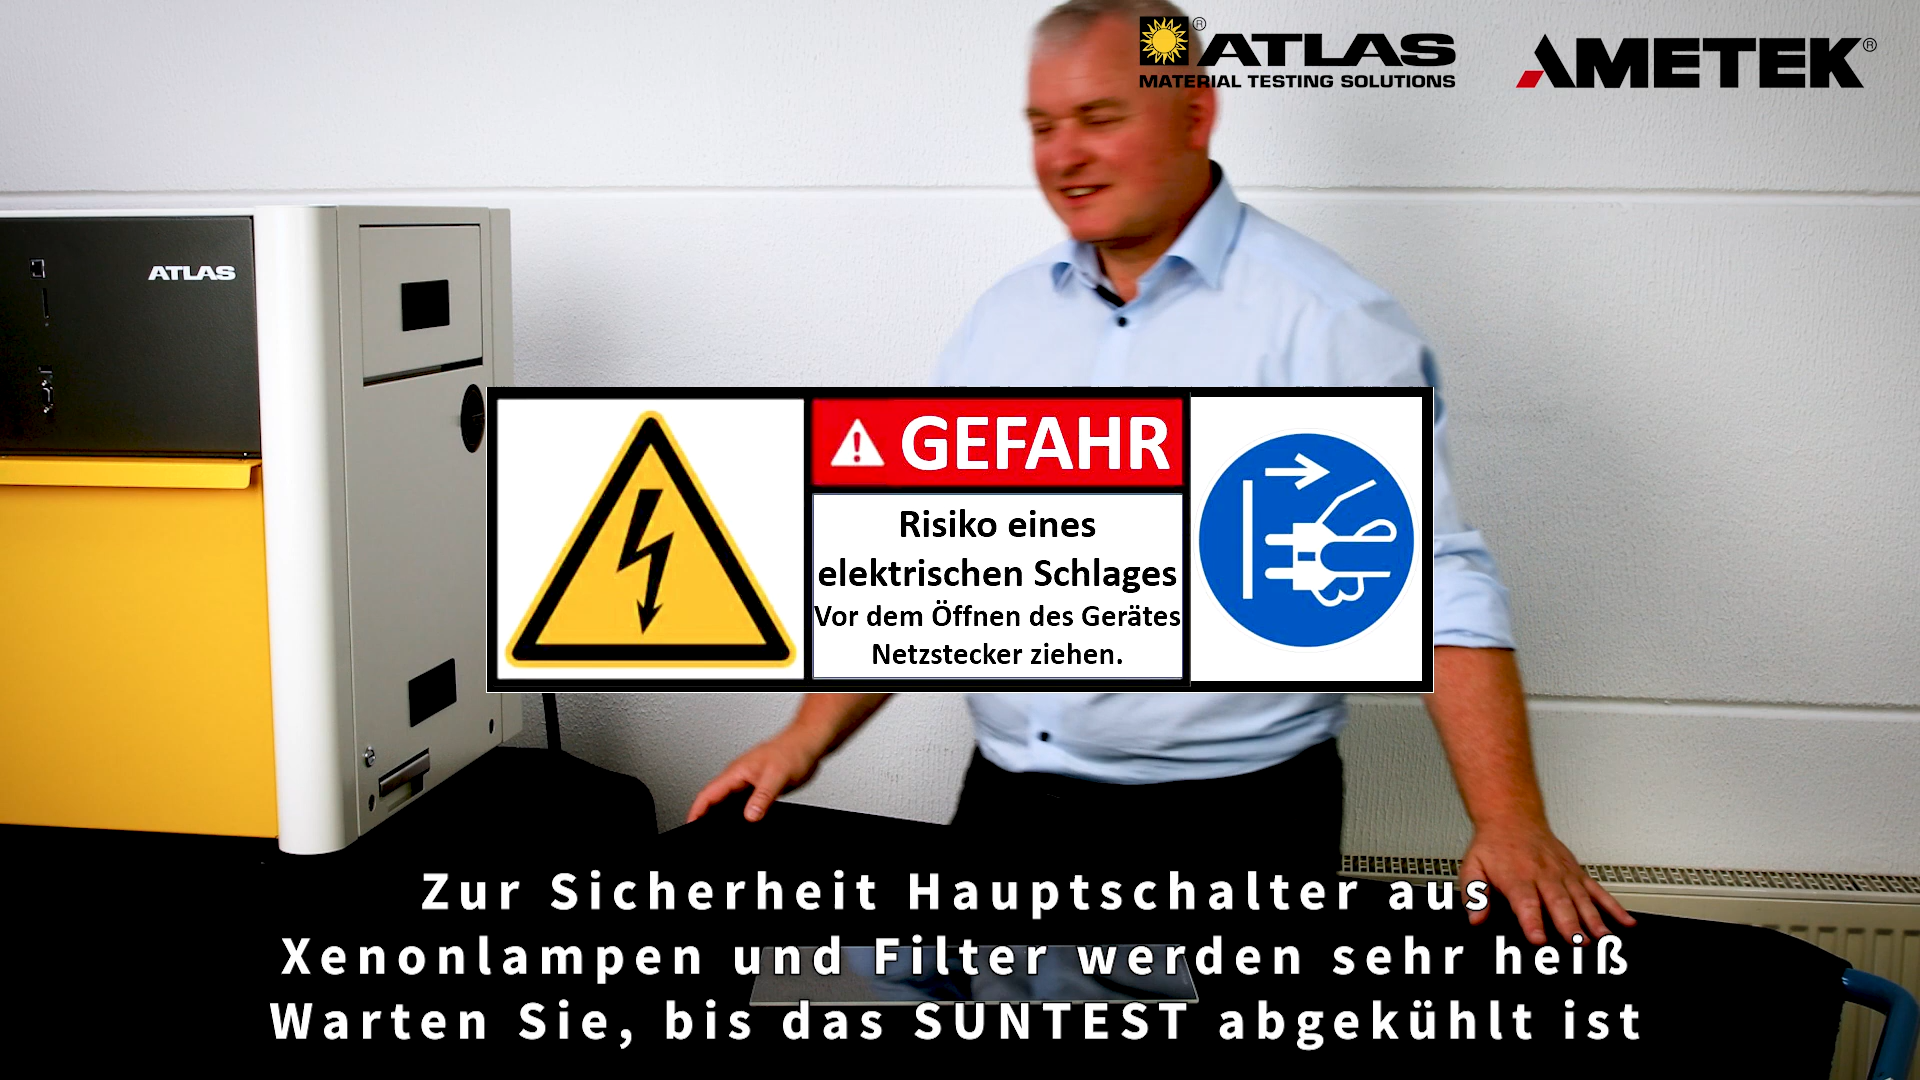 ATLAS
MATERIAL TESTING SOLUTIONS
AMETEK
ATLAS
GEFAHR
Risiko eines
elektrischen Schlages
Vor dem Öffnen des Gerätes
Netzstecker ziehen.
Zur Sicherheit Hauptschalter aus
Xenonlampen und Filter werden sehr heiß
Warten Sie, bis das SUNTEST abgekühlt ist